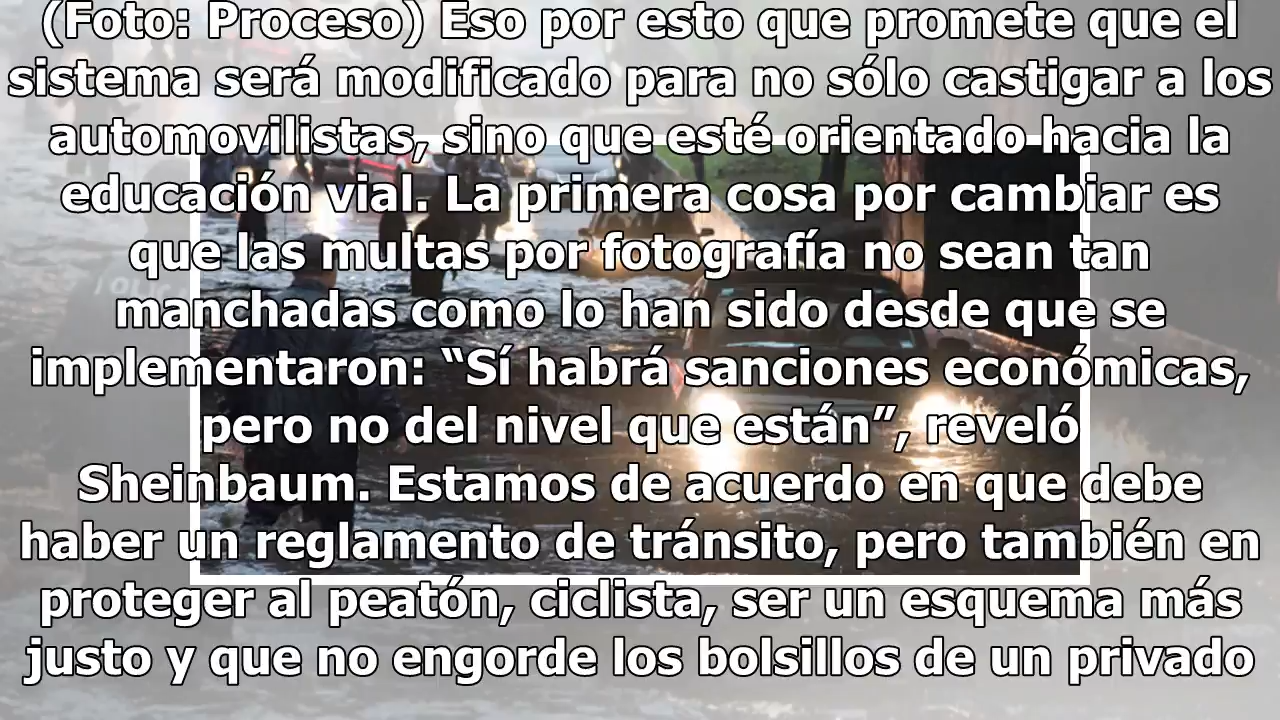 (Foto: Proceso) Eso por esto que promete que el
sistema será modificado para no sólo castigar a los
automovilistas, sino que esté orientado hacia la
educación vial. La primera cosa por cambiar es
que las multas por fotografía no sean tan
manchadas como lo han sido desde que se
implementaron: “Sí habrá sanciones económicas,
pero no del nivel que están”, reveló
Sheinbaum. Estamos de acuerdo en que debe
haber un reglamento de tránsito, pero también en
proteger al peatón, ciclista, ser un esquema más
justo y que no engorde los bolsillos de un privado